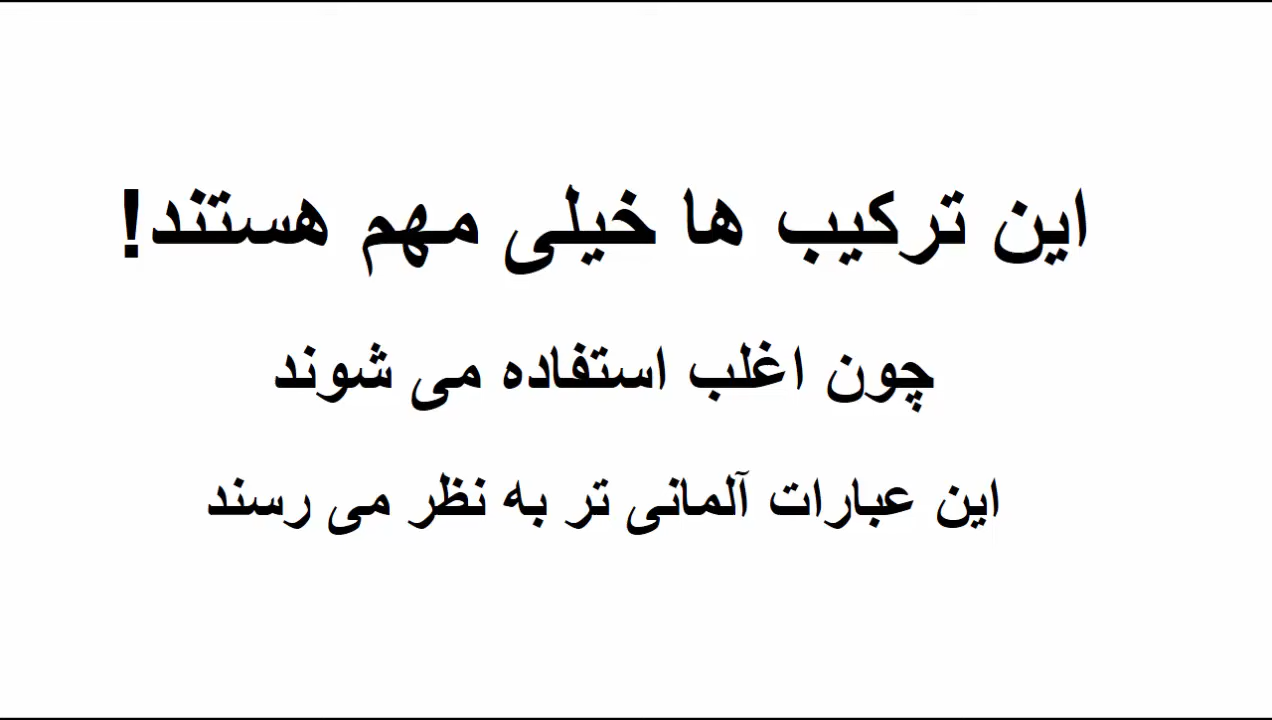 این ترکیب ها خیلی مهم هستند!
چون اغلب استفاده می شوند
این عبارات آلمانی تر به نظر می رسند